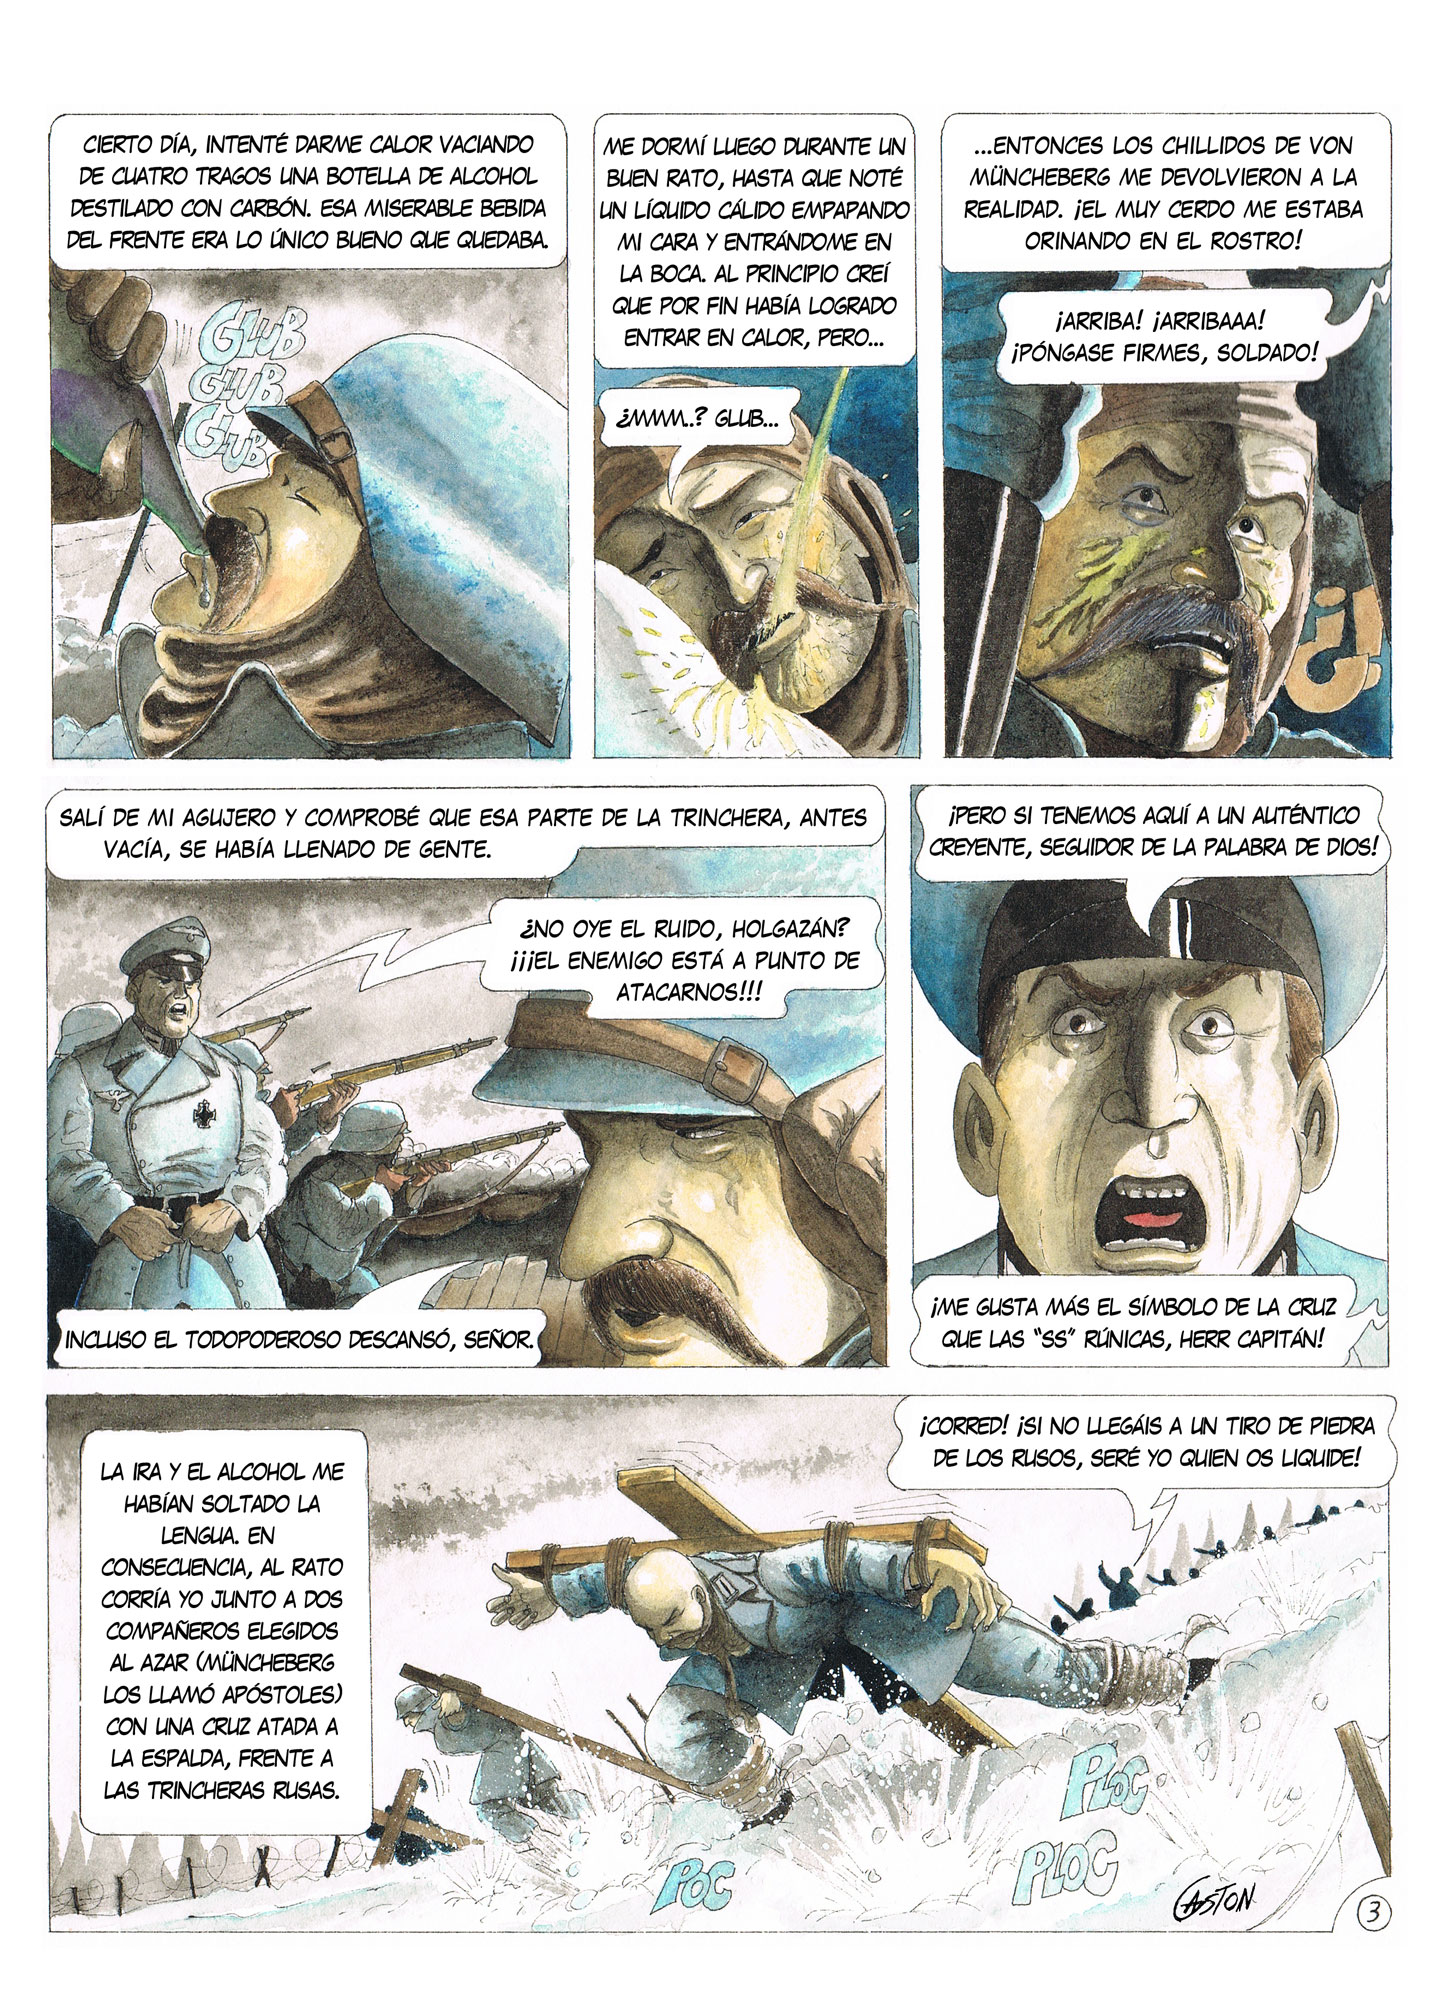 CIERTO DÍA, INTENTÉ DARME CALOR VACIANDO
DE CUATRO TRAGOS UNA BOTELLA DE ALCOHOL
DESTILADO CON CARBÓN. ESA MISERABLE BEBIDA
DEL FRENTE ERA LO ÚNICO BUENO QUE QUEDABA.
GLUB
GLUB
GLUB
ME DORMÍ LUEGO DURANTE UN
BUEN RATO, HASTA QUE NOTÉ
UN LÍQUIDO CÁLIDO EMPAPANDO
MI CARA Y ENTRÁNDOME EN
LA BOCA. AL PRINCIPIO CREÍ
QUE POR FIN HABÍA LOGRADO
ENTRAR EN CALOR, PERO...
¿MMM..? GLUB...
...ENTONCES LOS CHILLIDOS DE VON
MÜNCHEBERG ME DEVOLVIERON A LA
REALIDAD. ¡EL MUY CERDO ME ESTABA
ORINANDO EN EL ROSTRO!
¡ARRIBA! ¡ARRIBAAA!
¡PÓNGASE FIRMES, SOLDADO!
¿!
SALÍ DE MI AGUJERO Y COMPROBÉ QUE ESA PARTE DE LA TRINCHERA, ANTES
VACÍA, SE HABÍA LLENADO DE GENTE.
¿NO OYE EL RUIDO, HOLGAZÁN?
¡¡¡EL ENEMIGO ESTÁ A PUNTO DE
ATACARNOS!!!
INCLUSO EL TODOPODEROSO DESCANSÓ, SEÑOR.
¡PERO SI TENEMOS AQUÍ A UN AUTÉNTICO
CREYENTE, SEGUIDOR DE LA PALABRA DE DIOS!
¡ME GUSTA MÁS EL SÍMBOLO DE LA CRUZ
QUE LAS "SS" RÚNICAS, HERR CAPITÁN!
LA IRA Y EL ALCOHOL ME
HABÍAN SOLTADO LA
LENGUA. EN
CONSECUENCIA, AL RATO
CORRÍA YO JUNTO A DOS
COMPAÑEROS ELEGIDOS
AL AZAR (MÜNCHEBERG
LOS LLAMÓ APÓSTOLES)
CON UNA CRUZ ATADA A
LA ESPALDA, FRENTE A
LAS TRINCHERAS RUSAS.
¡CORRED! ¡SI NO LLEGÁIS A UN TIRO DE PIEDRA
DE LOS RUSOS, SERÉ YO QUIEN OS LIQUIDE!
POC
PLOC
PLOC
GASTON
3